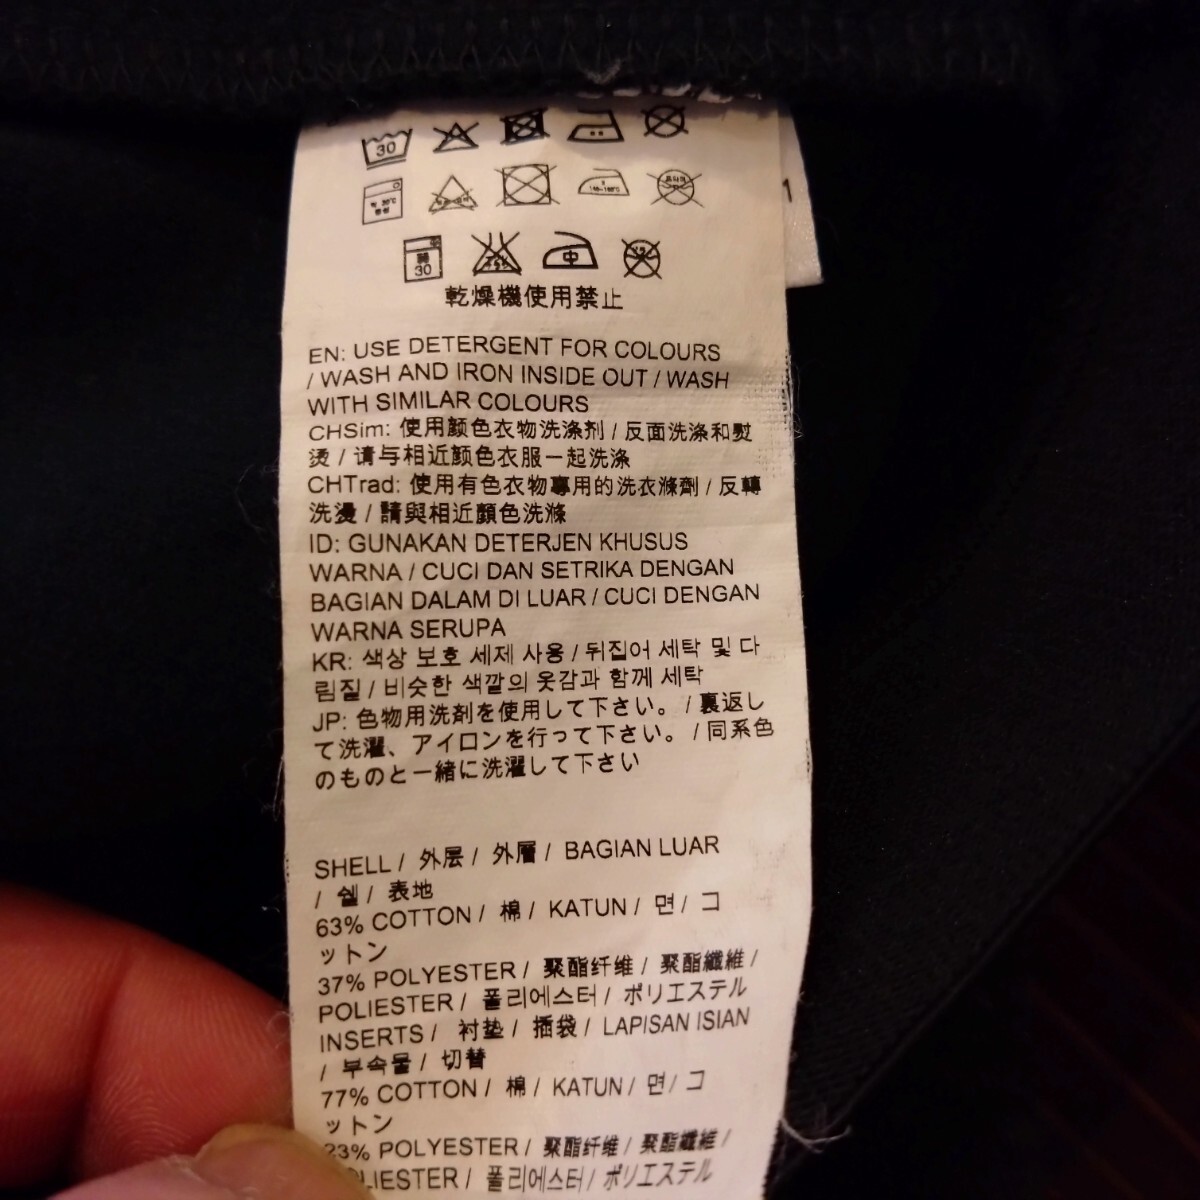 30
1
30
中
乾燥機使用禁止
EN: USE DETERGENT FOR COLOURS
/ WASH AND IRON INSIDE OUT / WASH
WITH SIMILAR COLOURS
CHSim: 使用颜色衣物洗涤剂 / 反面洗涤和熨
烫 / 请与相近颜色衣服一起洗涤
CHTrad: 使用有色衣物專用的洗衣滌劑 / 反轉
洗燙 / 請與相近顏色洗滌
ID: GUNAKAN DETERJEN KHUSUS
WARNA / CUCI DAN SETRIKA DENGAN
BAGIAN DALAM DI LUAR / CUCI DENGAN
WARNA SERUPA
KR: 색상 보호 세제 사용 / 뒤집어 세탁 및 다
림질 / 비슷한 색깔의 옷감과 함께 세탁
JP: 色物用洗剤を使用して下さい。 / 裏返し
て洗濯、アイロンを行って下さい。 / 同系色
のものと一緒に洗濯して下さい
SHELL / 外层 / 外層 / BAGIAN LUAR
/ 쉘 / 表地
63% COTTON / 棉 / KATUN / 면 / コ
ットン
37% POLYESTER / 聚酯纤维 / 聚酯纖維 /
POLIESTER / 폴리에스터 / ポリエステル
INSERTS / 衬垫 / 插袋 / LAPISAN ISIAN
/ 부속물 / 切替
77% COTTON / 棉 / KATUN / 면 / コ
ットン
23% POLYESTER / 聚酯纤维 / 聚酯纖維 /
POLIESTER / 폴리에스터 / ポリエステル